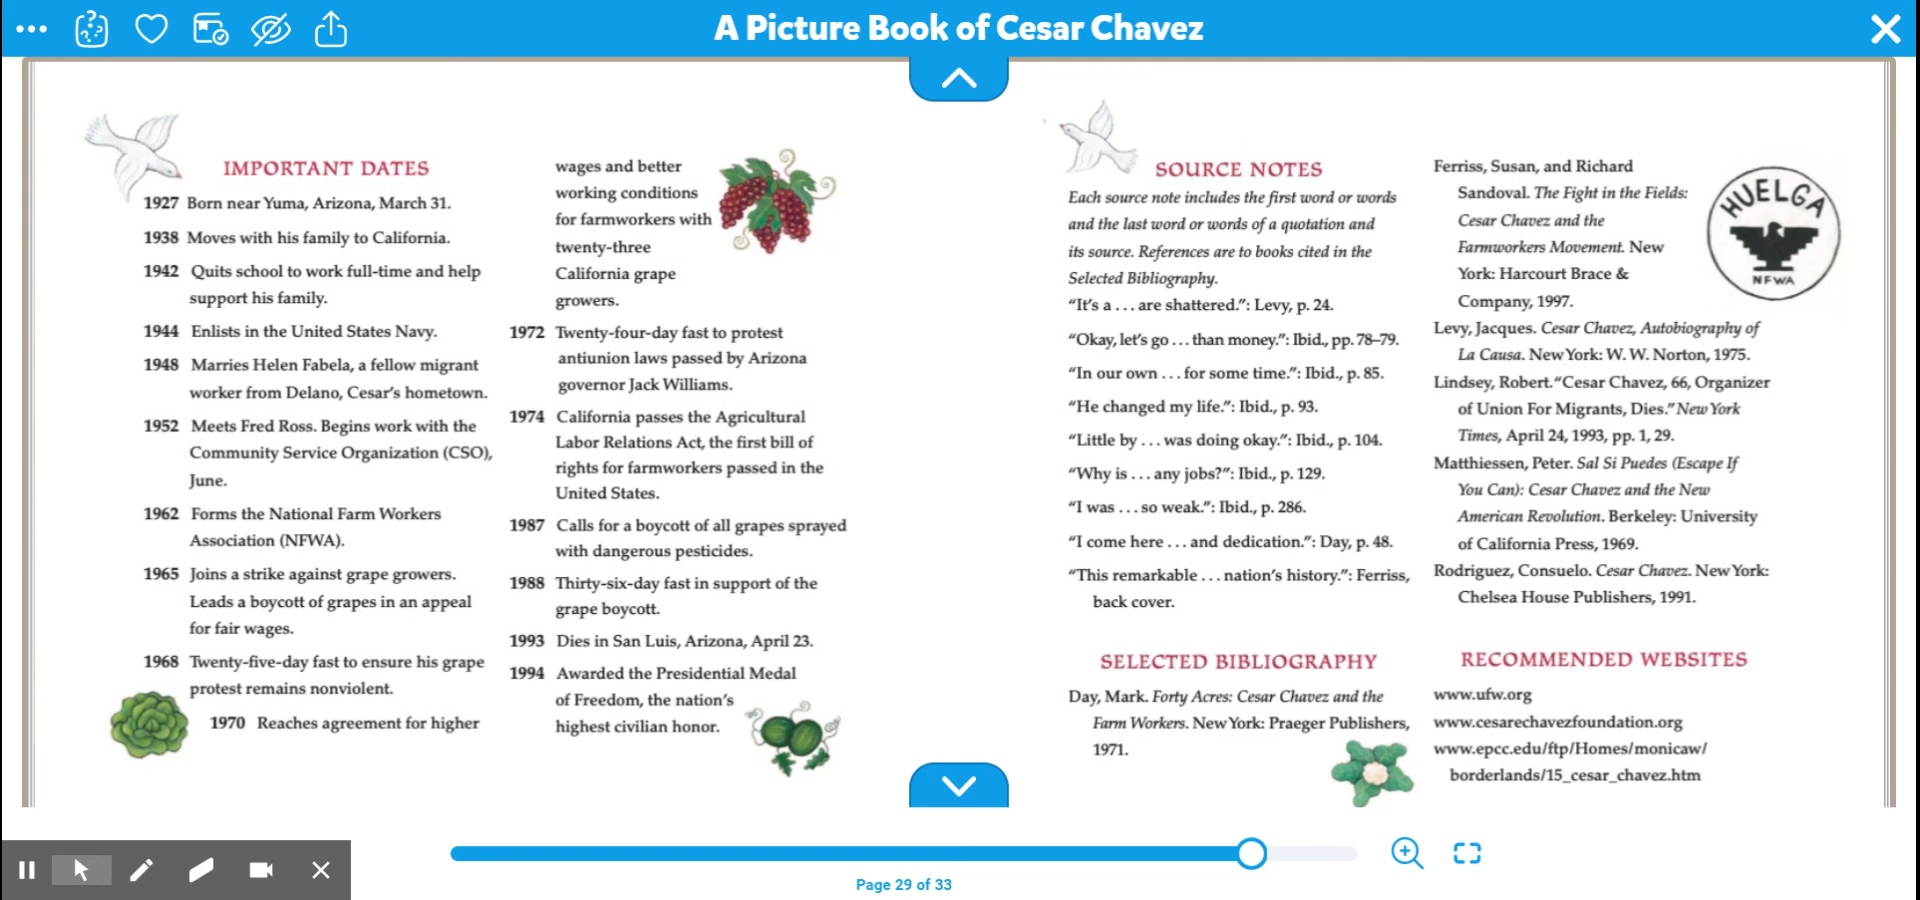 A Picture Book of Cesar Chavez
IMPORTANT DATES
1927 Born near Yuma, Arizona, March 31.
1938 Moves with his family to California.
1942 Quits school to work full-time and help
support his family.
1944 Enlists in the United States Navy.
1948 Marries Helen Fabela, a fellow migrant
worker from Delano, Cesar's hometown.
1952 Meets Fred Ross. Begins work with the
Community Service Organization (CSO),
June.
1962 Forms the National Farm Workers
Association (NFWA).
1965 Joins a strike against grape growers.
Leads a boycott of grapes in an appeal
for fair wages.
1968 Twenty-five-day fast to ensure his grape
protest remains nonviolent.
1970 Reaches agreement for higher
wages and better
working conditions
for farmworkers with
twenty-three
California grape
growers.
1972 Twenty-four-day fast to protest
antiunion laws passed by Arizona
governor Jack Williams.
1974 California passes the Agricultural
Labor Relations Act, the first bill of
rights for farmworkers passed in the
United States.
1987 Calls for a boycott of all grapes sprayed
with dangerous pesticides.
1988 Thirty-six-day fast in support of the
grape boycott.
1993 Dies in San Luis, Arizona, April 23.
1994 Awarded the Presidential Medal
of Freedom, the nation's
highest civilian honor.
SOURCE NOTES
Each source note includes the first word or words
and the last word or words of a quotation and
its source. References are to books cited in the
Selected Bibliography.
"It's a . . . are shattered.": Levy, p. 24.
"Okay, let's go . . . than money.": Ibid., pp. 78–79.
"In our own . . . for some time.": Ibid., p. 85.
"He changed my life.": Ibid., p. 93.
"Little by . . . was doing okay.": Ibid., p. 104.
"Why is . . . any jobs?": Ibid., p. 129.
"I was . . . so weak.": Ibid., p. 286.
"I come here . . . and dedication.": Day, p. 48.
"This remarkable . . . nation's history.": Ferriss,
back cover.
SELECTED BIBLIOGRAPHY
Day, Mark. Forty Acres: Cesar Chavez and the
Farm Workers. New York: Praeger Publishers,
1971.
Ferriss, Susan, and Richard
Sandoval. The Fight in the Fields:
Cesar Chavez and the
Farmworkers Movement. New
York: Harcourt Brace &
Company, 1997.
HUELGA
NFWA
Levy, Jacques. Cesar Chavez, Autobiography of
La Causa. New York: W. W. Norton, 1975.
Lindsey, Robert. "Cesar Chavez, 66, Organizer
of Union For Migrants, Dies." New York
Times, April 24, 1993, pp. 1, 29.
Matthiessen, Peter. Sal Si Puedes (Escape If
You Can): Cesar Chavez and the New
American Revolution. Berkeley: University
of California Press, 1969.
Rodriguez, Consuelo. Cesar Chavez. New York:
Chelsea House Publishers, 1991.
RECOMMENDED WEBSITES
www.ufw.org
www.cesarechavezfoundation.org
www.epcc.edu/ftp/Homes/monicaw/
borderlands/15_cesar_chavez.htm
Page 29 of 33